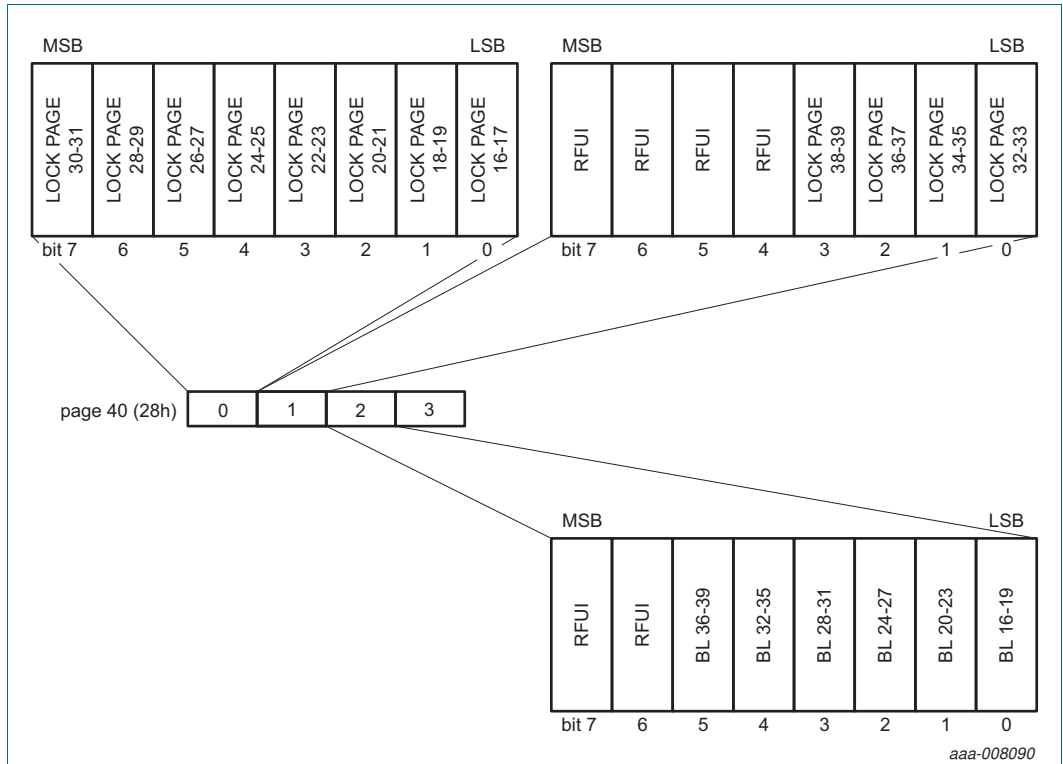 MSB LSB
LOCK PAGE 30-31
LOCK PAGE 28-29
LOCK PAGE 26-27
LOCK PAGE 24-25
LOCK PAGE 22-23
LOCK PAGE 20-21
LOCK PAGE 18-19
LOCK PAGE 16-17
bit 7 6 5 4 3 2 1 0
MSB LSB
RFUI
RFUI
RFUI
RFUI
LOCK PAGE 38-39
LOCK PAGE 36-37
LOCK PAGE 34-35
LOCK PAGE 32-33
bit 7 6 5 4 3 2 1 0
page 40 (28h) 0 1 2 3
MSB LSB
RFUI
RFUI
BL 36-39
BL 32-35
BL 28-31
BL 24-27
BL 20-23
BL 16-19
bit 7 6 5 4 3 2 1 0
aaa-008090